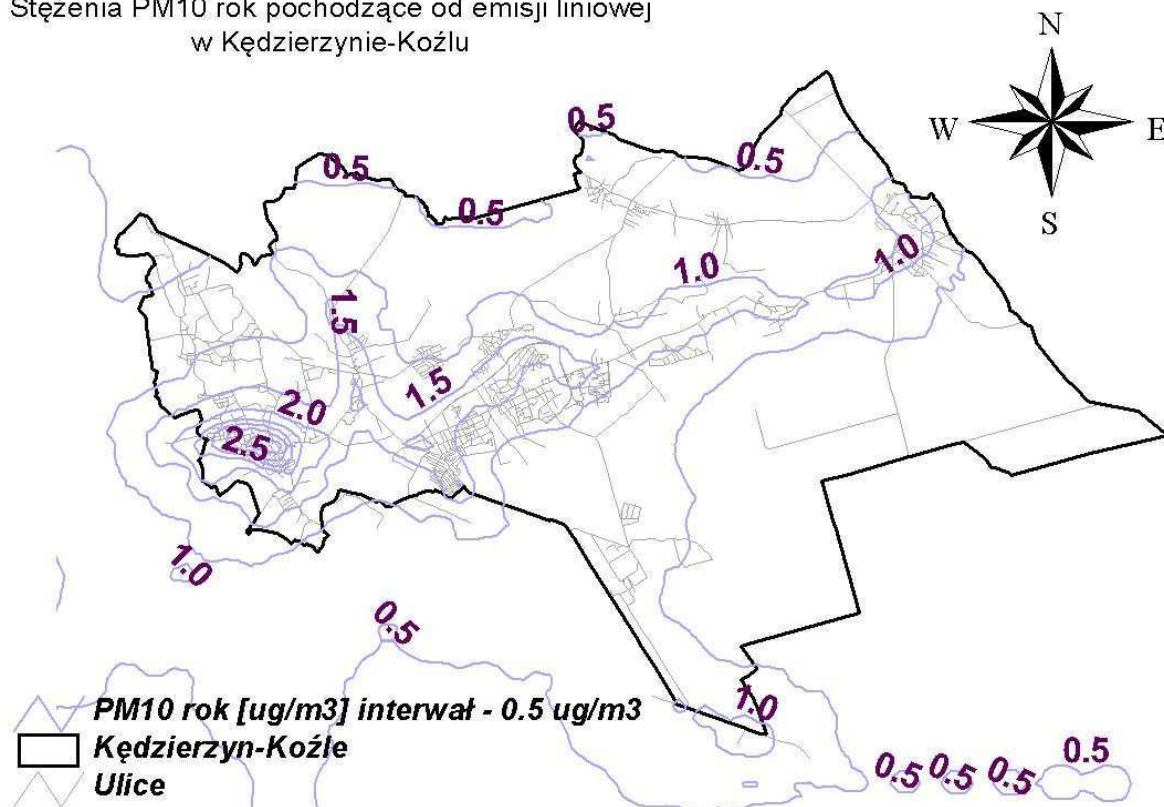 Stężenia PM10 rok pochodzące od emisji liniowej
w Kędzierzynie-Koźlu
N
W
E
S
0.5
0.5
0.5
0.5
1.0
1.0
1.5
1.5
2.0
2.5
1.0
0.5
1.0
0.5
0.5
0.5
0.5
PM10 rok [ug/m3] interwał - 0.5 ug/m3
Kędzierzyn-Koźle
Ulice